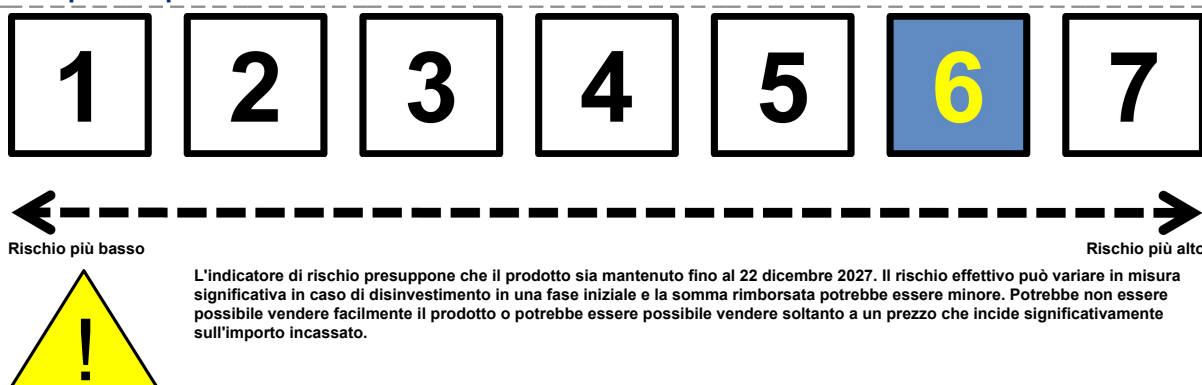 1 2 3 4 5 6 7
Rischio più basso Rischio più alto
L'indicatore di rischio presuppone che il prodotto sia mantenuto fino al 22 dicembre 2027. Il rischio effettivo può variare in misura
significativa in caso di disinvestimento in una fase iniziale e la somma rimborsata potrebbe essere minore. Potrebbe non essere
possibile vendere facilmente il prodotto o potrebbe essere possibile vendere soltanto a un prezzo che incide significativamente
sull'importo incassato.
!